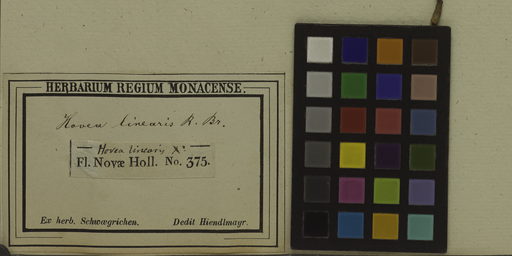 HERBARIUM REGIUM MONACENSE.
Hovea linearis R. Br.
Hovea linearis
Fl. Novæ Holl. No. 375.
Ex herb. Schwægrichen. Dedit Hiendlmayr.